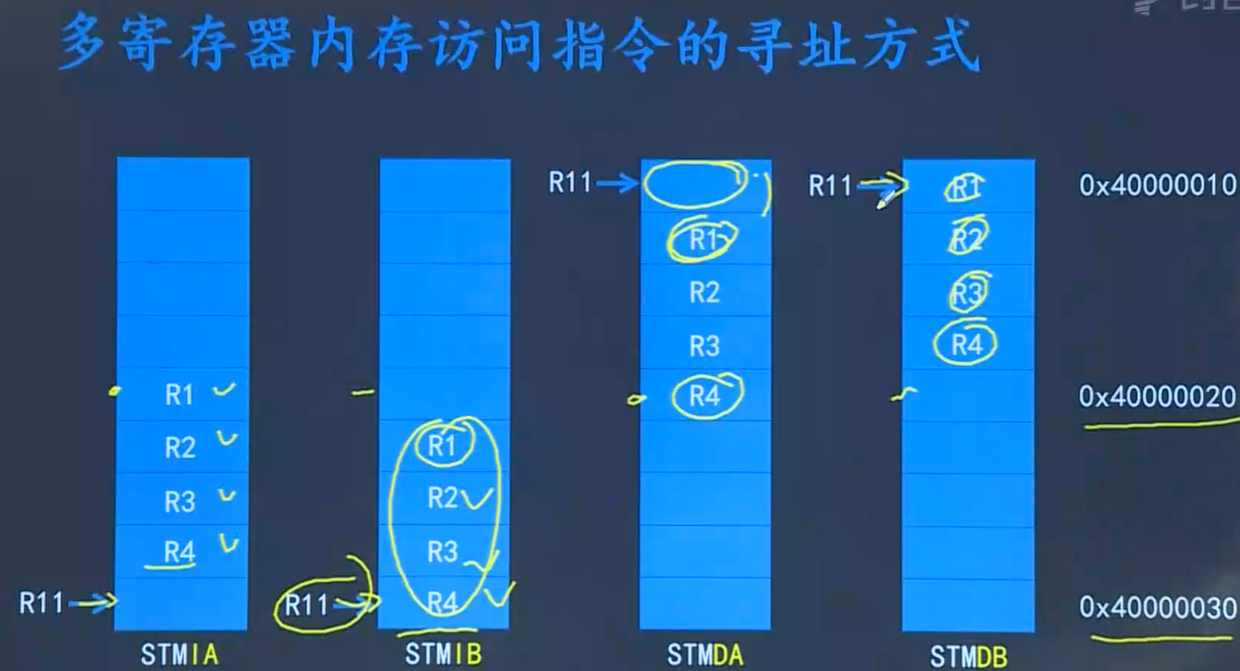 多寄存器内存访问指令的寻址方式
R11 R11 R1 0x40000010
R1 R2
R2 R3
R3 R4
R1 R4 0x40000020
R2 R1
R3 R2
R4 R3
R11 R11 R4 0x40000030
STMIA STMIB STMDA STMDB